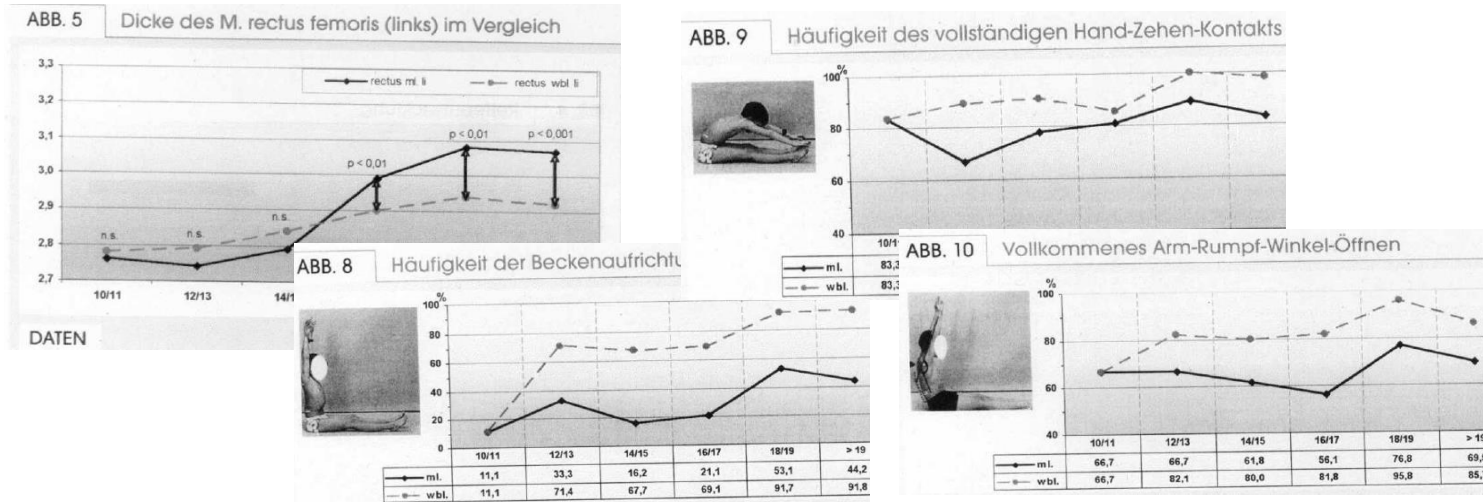 ABB. 5 Dicke des M. rectus femoris (links) im Vergleich
3,3
3,2
3,1
3,0
2,9
2,8
2,7
rectus ml. li
rectus wbl. li
n.s.
n.s.
n.s.
p < 0,01
p < 0,01
p < 0,001
10/11 12/13
DATEN
ABB. 9 Häufigkeit des vollständigen Hand-Zehen-Kontakts
%
100
80
60
40
ml. 83,3
wbl. 83,3
ABB. 8 Häufigkeit der
%
100
80
60
40
20
0
10/11 12/13 14/15 16/17 18/19 > 19
ml. 11,1 33,3 16,2 21,1 53,1 44,2
wbl. 11,1 71,4 67,7 69,1 91,7 91,8
ABB. 10 Vollkommenes Arm-Rumpf-Winkel-Öffnen
%
100
80
60
40
10/11 12/13 14/15 16/17 18/19 > 19
ml. 66,7 66,7 61,8 56,1 76,8
wbl. 66,7 82,1 80,0 81,8 95,8